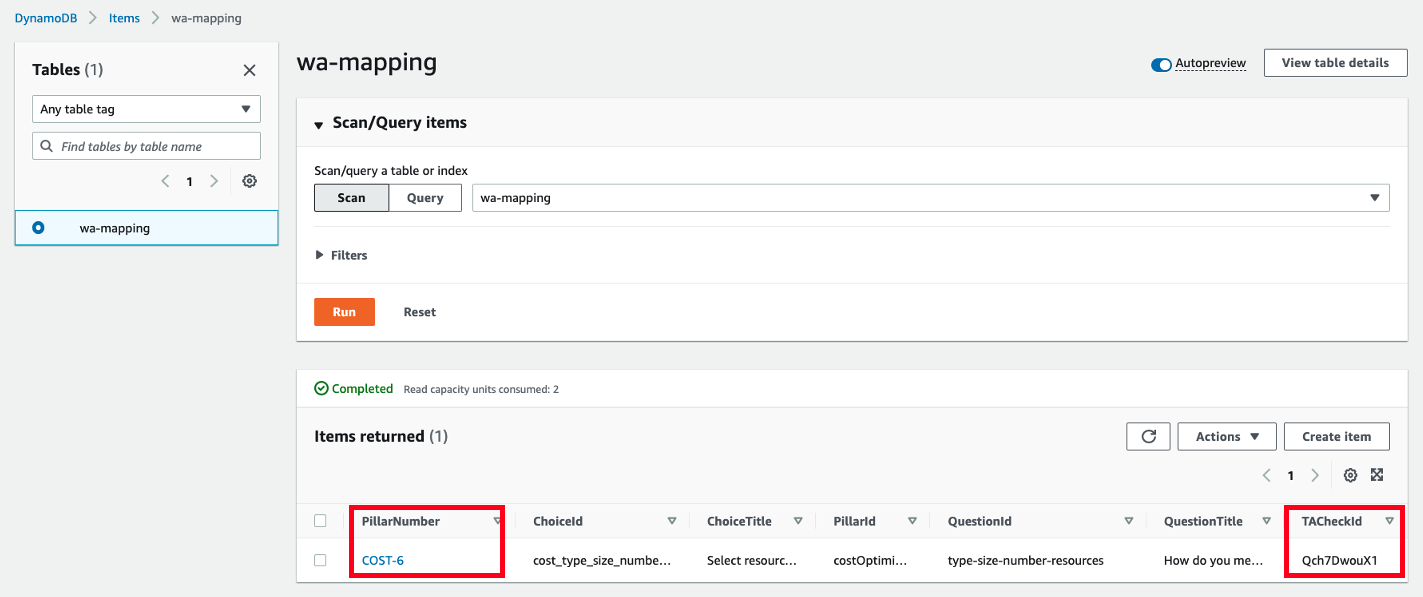 DynamoDB > Items > wa-mapping
Tables (1)
Any table tag
Find tables by table name
1
wa-mapping
wa-mapping
Autopreview
View table details
Scan/Query items
Scan/query a table or index
Scan Query wa-mapping
Filters
Run Reset
Completed Read capacity units consumed: 2
Items returned (1)
Actions Create item
1
PillarNumber ChoiceId ChoiceTitle PillarId QuestionId QuestionTitle TACheckId
COST-6 cost_type_size_numbe... Select resourc... costOptimi... type-size-number-resources How do you me... Qch7DwouX1